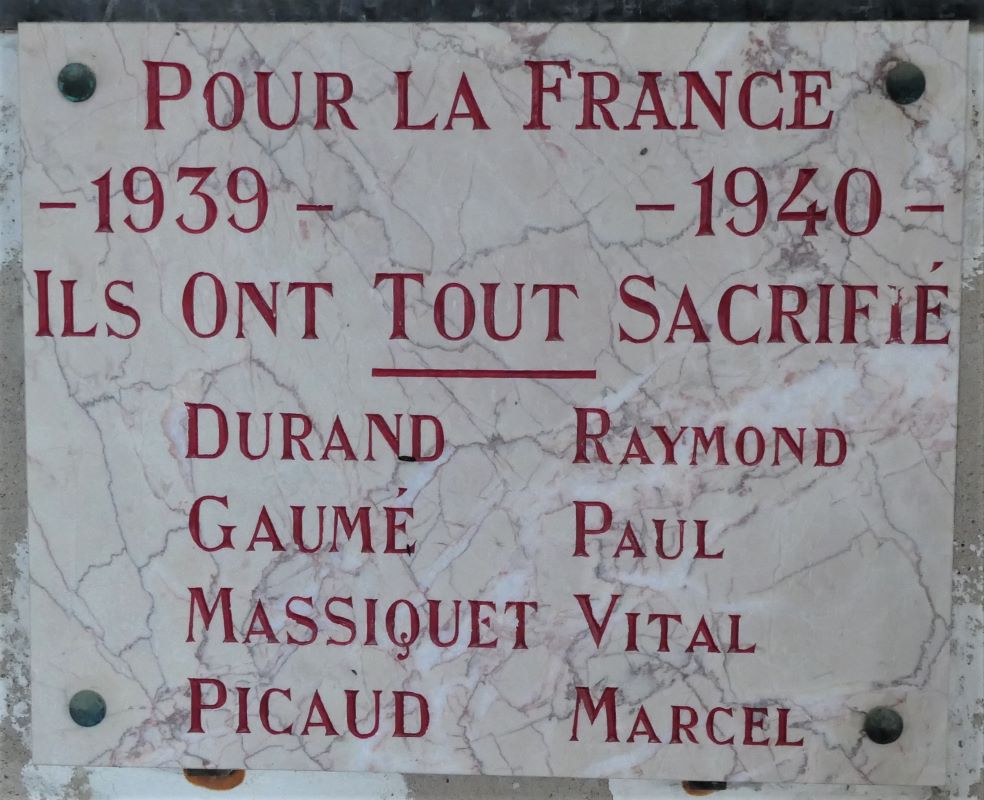 POUR LA FRANCE
-1939- -1940-
ILS ONT TOUT SACRIFIÉ
DURAND RAYMOND
GAUMÉ PAUL
MASSIQUET VITAL
PICAUD MARCEL